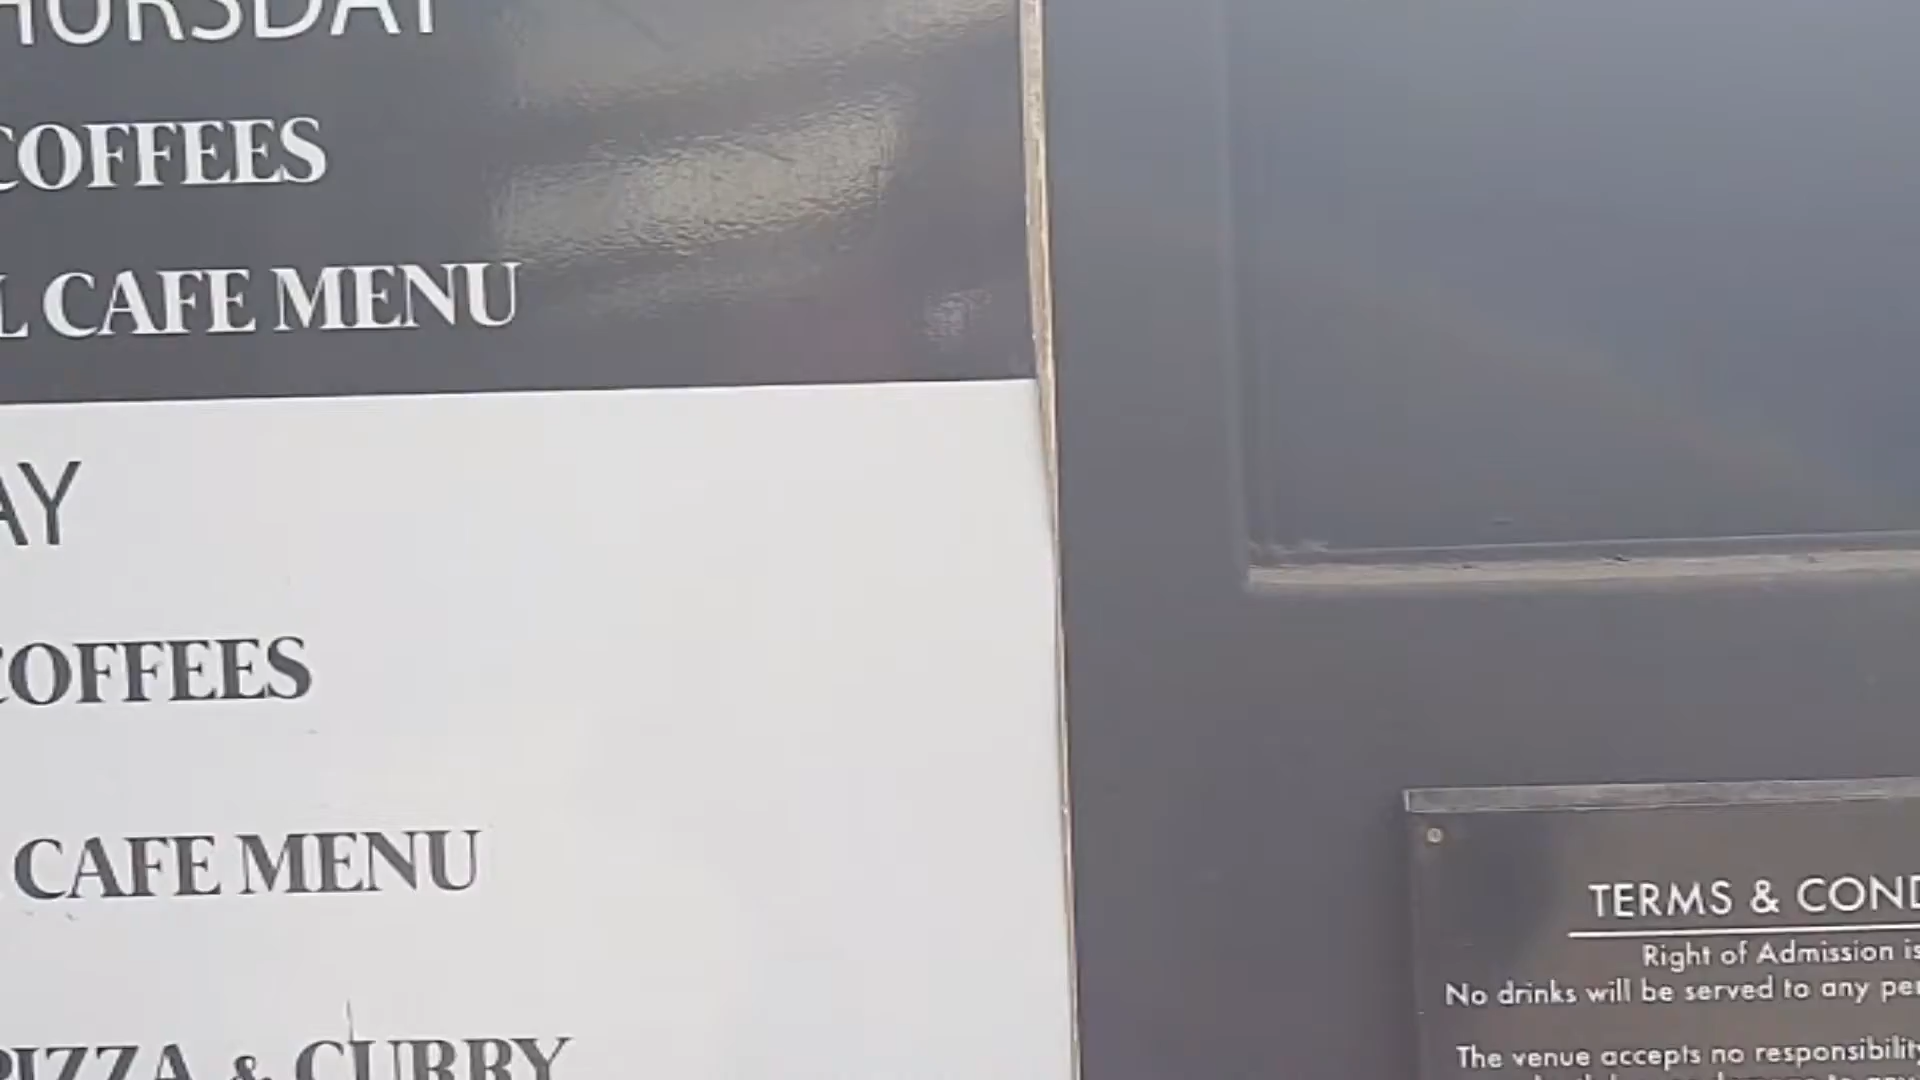 HURSDAY
COFFEES
L CAFE MENU
AY
COFFEES
CAFE MENU
PIZZA & CURRY
TERMS & COND
Right of Admission is
No drinks will be served to any per
The venue accepts no responsibility